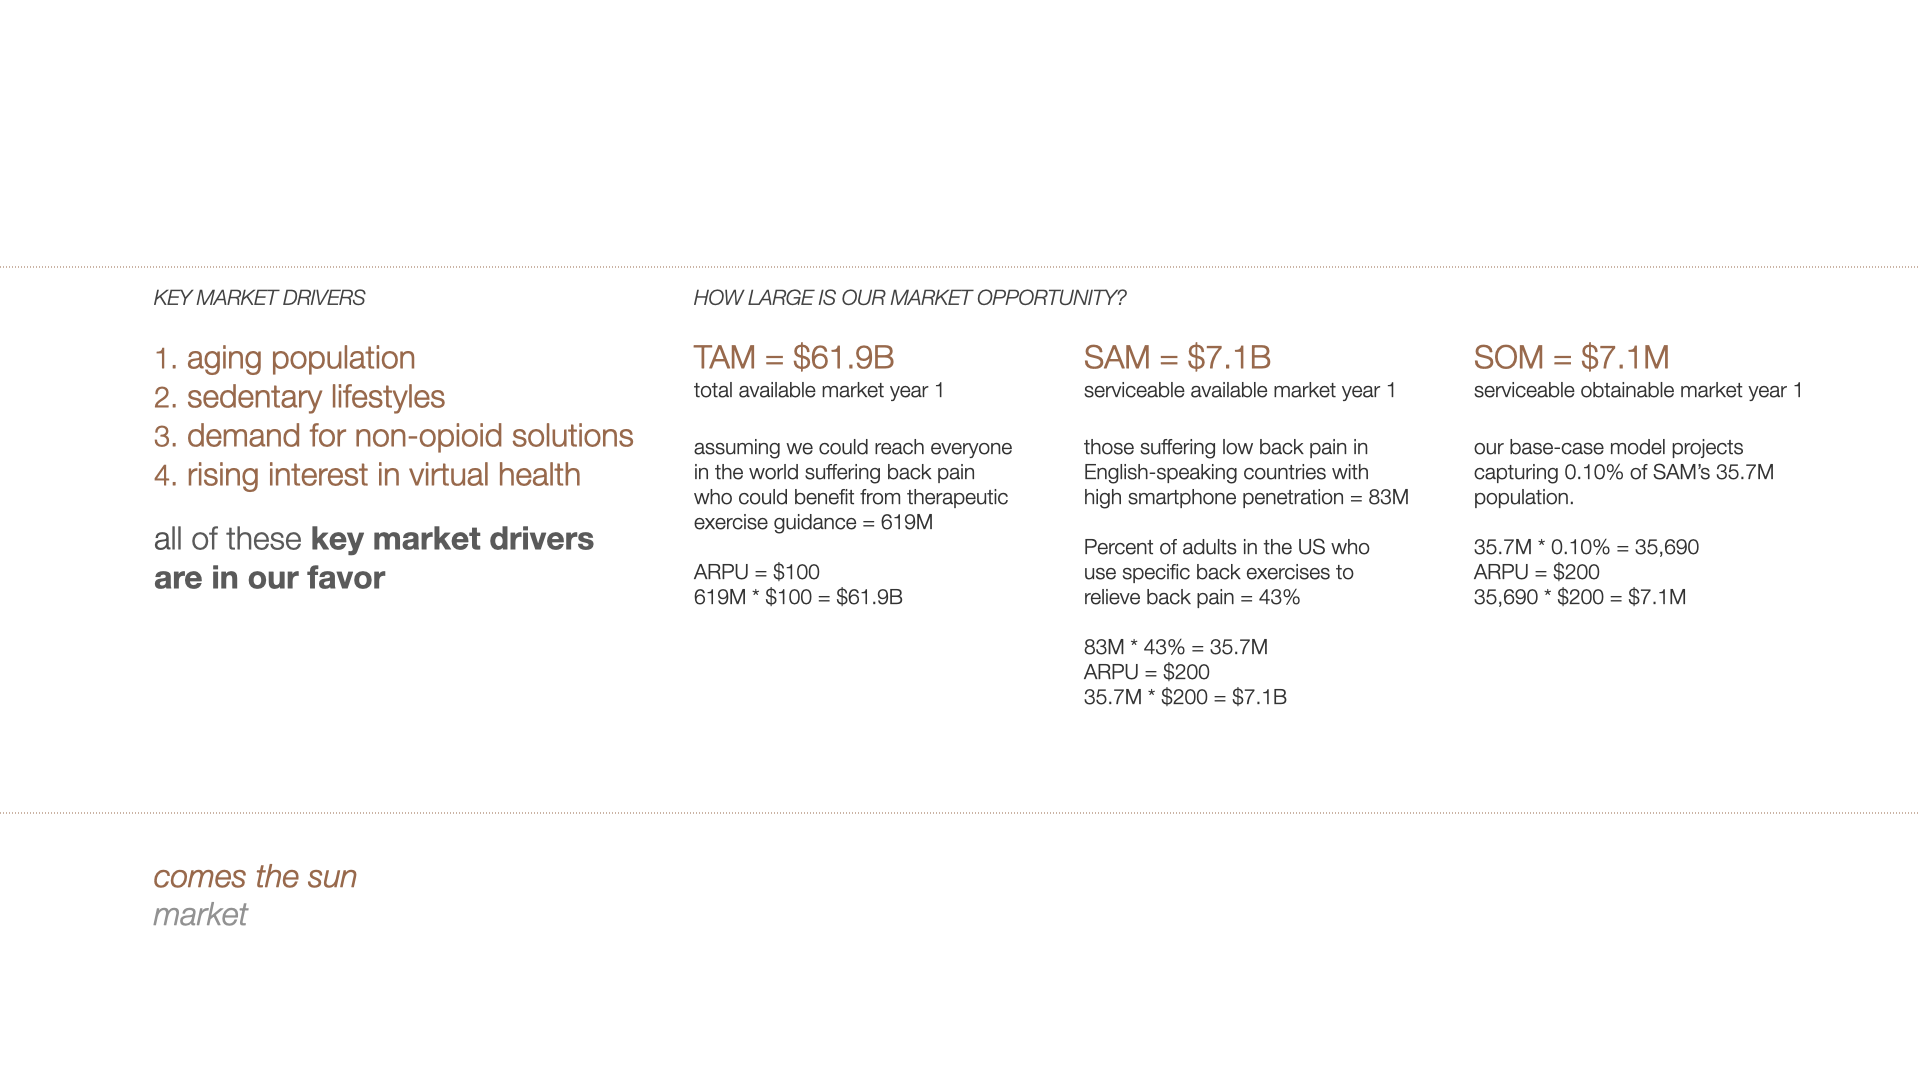 KEY MARKET DRIVERS
1. aging population
2. sedentary lifestyles
3. demand for non-opioid solutions
4. rising interest in virtual health
all of these key market drivers
are in our favor
HOW LARGE IS OUR MARKET OPPORTUNITY?
TAM = $61.9B
total available market year 1
assuming we could reach everyone
in the world suffering back pain
who could benefit from therapeutic
exercise guidance = 619M
ARPU = $100
619M * $100 = $61.9B
SAM = $7.1B
serviceable available market year 1
those suffering low back pain in
English-speaking countries with
high smartphone penetration = 83M
Percent of adults in the US who
use specific back exercises to
relieve back pain = 43%
83M * 43% = 35.7M
ARPU = $200
35.7M * $200 = $7.1B
SOM = $7.1M
serviceable obtainable market year 1
our base-case model projects
capturing 0.10% of SAM’s 35.7M
population.
35.7M * 0.10% = 35,690
ARPU = $200
35,690 * $200 = $7.1M
comes the sun
market